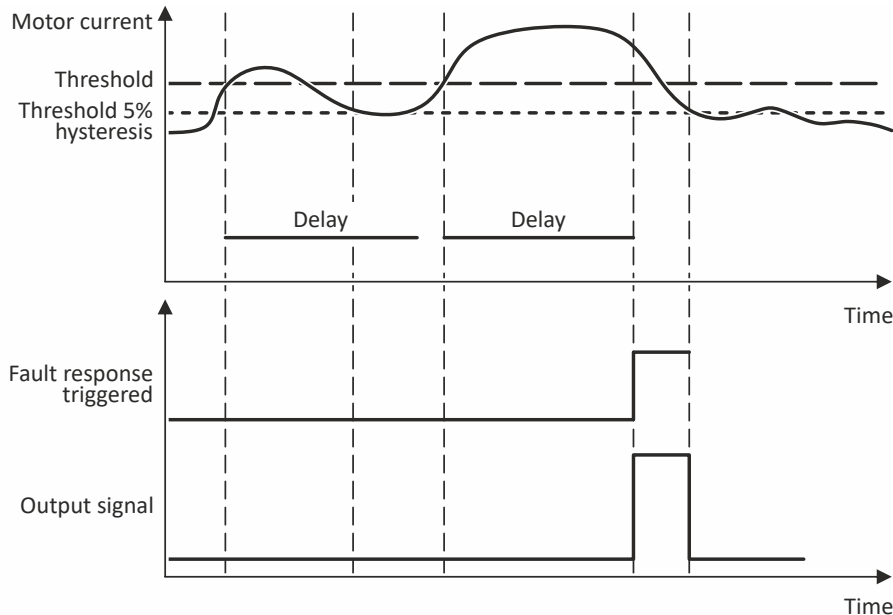 Motor current
Threshold
Threshold 5%
hysteresis
Delay
Delay
Time
Fault response
triggered
Output signal
Time